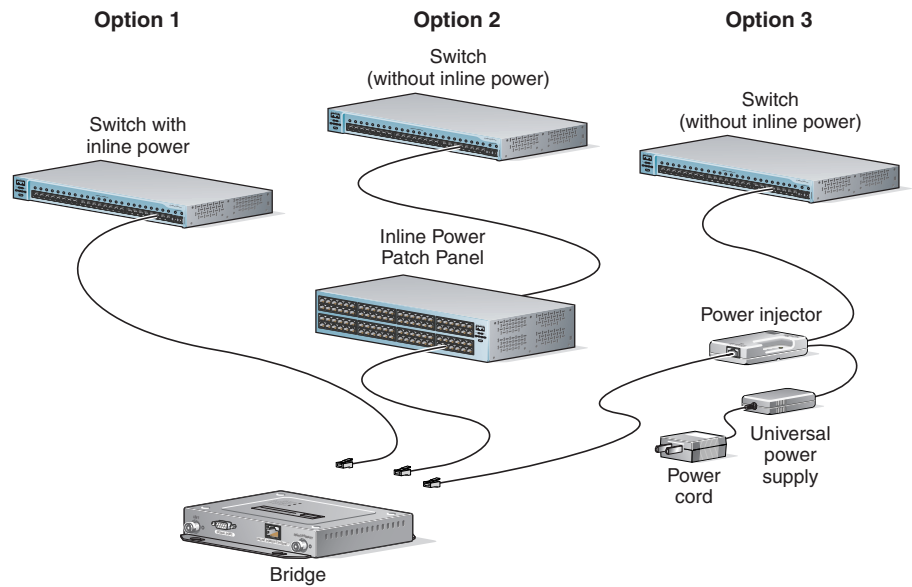 Option 1
Option 2
Option 3
Switch
(without inline power)
Switch
(without inline power)
Switch with
inline power
Inline Power
Patch Panel
Power injector
Universal
power
supply
Power
cord
Bridge